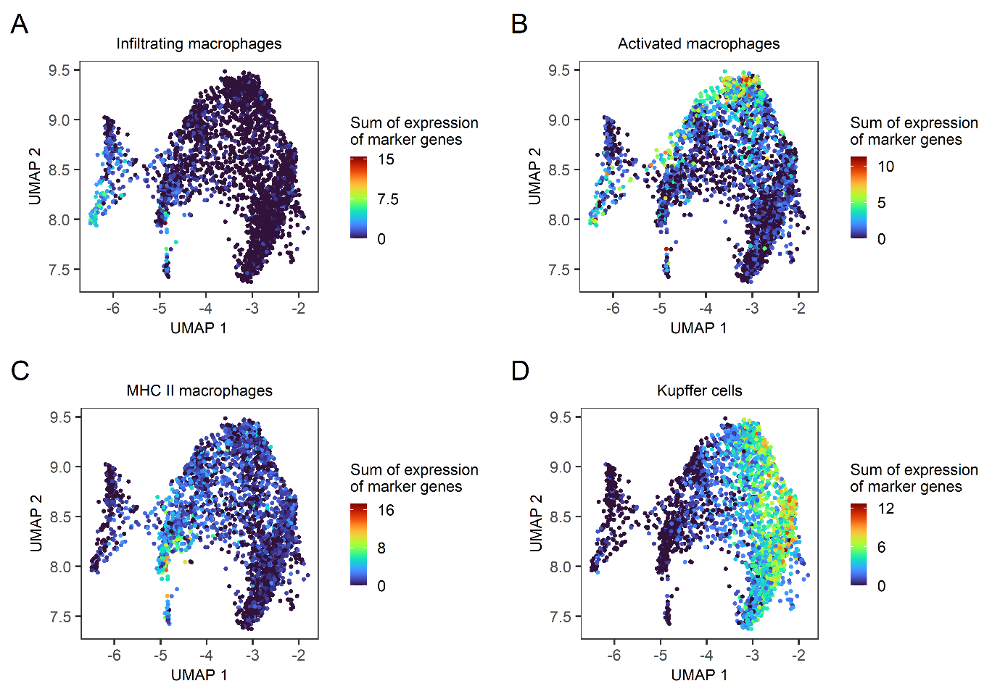 A
Infiltrating macrophages
9.5
9.0
8.5
8.0
7.5
UMAP 2
-6
-5
-4
-3
-2
UMAP 1
Sum of expression
of marker genes
15
7.5
0
B
Activated macrophages
9.5
9.0
8.5
8.0
7.5
UMAP 2
-6
-5
-4
-3
-2
UMAP 1
Sum of expression
of marker genes
10
5
0
C
MHC II macrophages
9.5
9.0
8.5
8.0
7.5
UMAP 2
-6
-5
-4
-3
-2
UMAP 1
Sum of expression
of marker genes
16
8
0
D
Kupffer cells
9.5
9.0
8.5
8.0
7.5
UMAP 2
-6
-5
-4
-3
-2
UMAP 1
Sum of expression
of marker genes
12
6
0